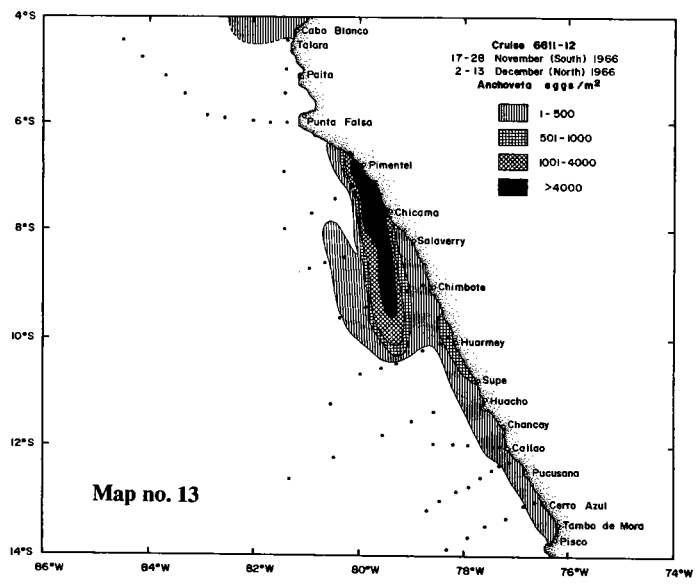 4°S
Cabo Blanco
Talara
Cruise 6611-12
17-28 November (South) 1966
2-13 December (North) 1966
Anchoveta eggs/m²
Paita
1-500
6°S
Punta Falsa
501-1000
Pimentel
1001-4000
>4000
Chicama
8°S
Salaverry
Chimbote
10°S
Huarmey
Supe
Huacho
Chancay
12°S
Callao
Pucusana
Map no. 13
Cerro Azul
Tambo de Mora
Pisco
14°S
86°W
84°W
82°W
80°W
78°W
76°W
74°W